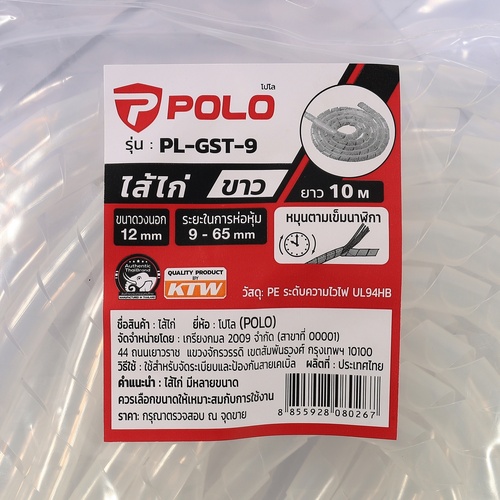 โปโล
POLO
รุ่น : PL-GST-9
ไส้ไก่ ขาว ยาว 10 M
ขนาดวงนอก
12 mm
ระยะในการห่อหุ้ม
9 - 65 mm
หมุนตามเข็มนาฬิกา
Authentic
ThaiBrand
QUALITY PRODUCT
BY
KTW
วัสดุ: PE ระดับความไวไฟ UL94HB
ชื่อสินค้า : ไส้ไก่ ยี่ห้อ : โปโล (POLO)
จัดจำหน่ายโดย : เกรียงกมล 2009 จำกัด (สาขาที่ 00001)
44 ถนนเยาวราช แขวงจักรวรรดิ เขตสัมพันธวงศ์ กรุงเทพฯ 10100
วิธีใช้ : ใช้สำหรับจัดระเบียบและป้องกันสายเคเบิ้ล ผลิตที่ : ประเทศไทย
คำแนะนำ : ไส้ไก่ มีหลายขนาด
ควรเลือกขนาดให้เหมาะสมกับการใช้งาน
ราคา: กรุณาตรวจสอบ ณ จุดขาย
8 855928 080267